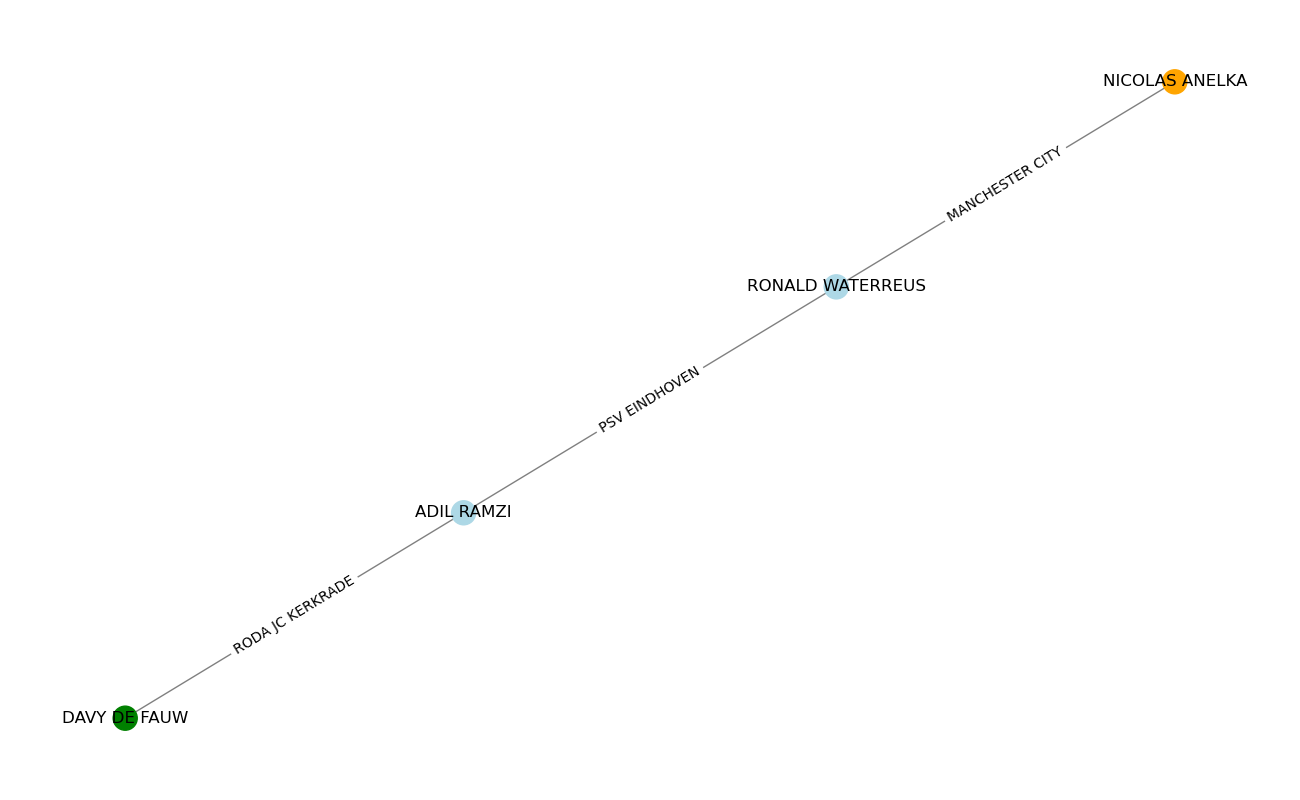 NICOLAS ANELKA
MANCHESTER CITY
RONALD WATERREUS
PSV EINDHOVEN
ADIL RAMZI
RODA JC KERKRADE
DAVY DE FAUW